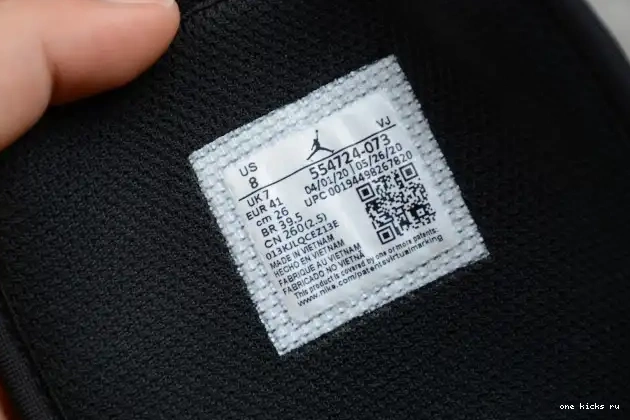 US
8
VJ
554724-073
04/01/20 05/26/20
UPC 00194498267820
UK 7
EUR 41
cm 26
BR 39.5
CN 260(2.5)
013KJLQCEZ13E
MADE IN VIETNAM
HECHO EN VIETNAM
FABRIQUE AU VIETNAM
FABRICADO NO VIETNÃ
This product is covered by one or more patents:
www.nike.com/patentsvirtualmarking
one kicks ru